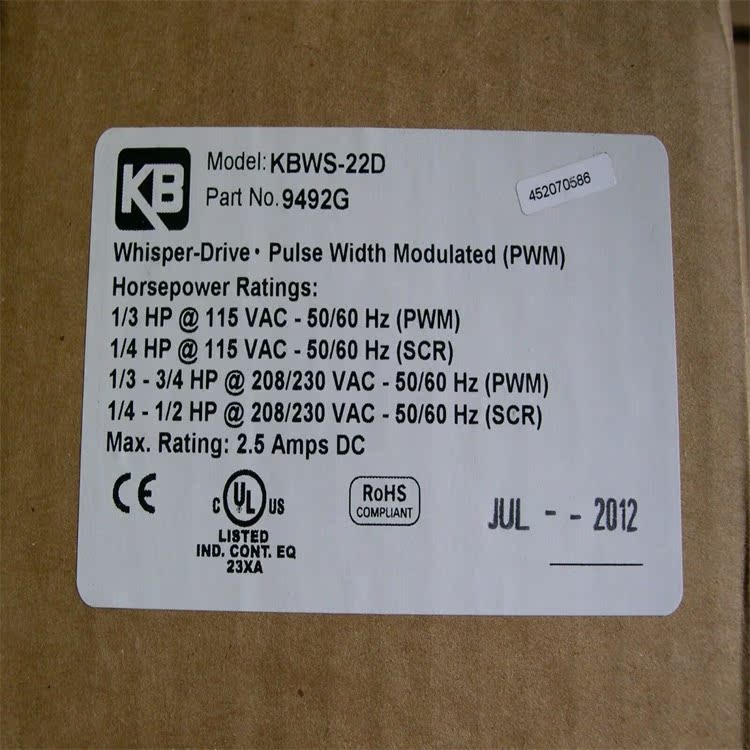 KB
Model: KBWS-22D
Part No. 9492G
452070586
Whisper-Drive· Pulse Width Modulated (PWM)
Horsepower Ratings:
1/3 HP @ 115 VAC - 50/60 Hz (PWM)
1/4 HP @ 115 VAC - 50/60 Hz (SCR)
1/3 - 3/4 HP @ 208/230 VAC - 50/60 Hz (PWM)
1/4 - 1/2 HP @ 208/230 VAC - 50/60 Hz (SCR)
Max. Rating: 2.5 Amps DC
CE
C UL US
LISTED
IND. CONT. EQ
23XA
RoHS
COMPLIANT
JUL - - 2012